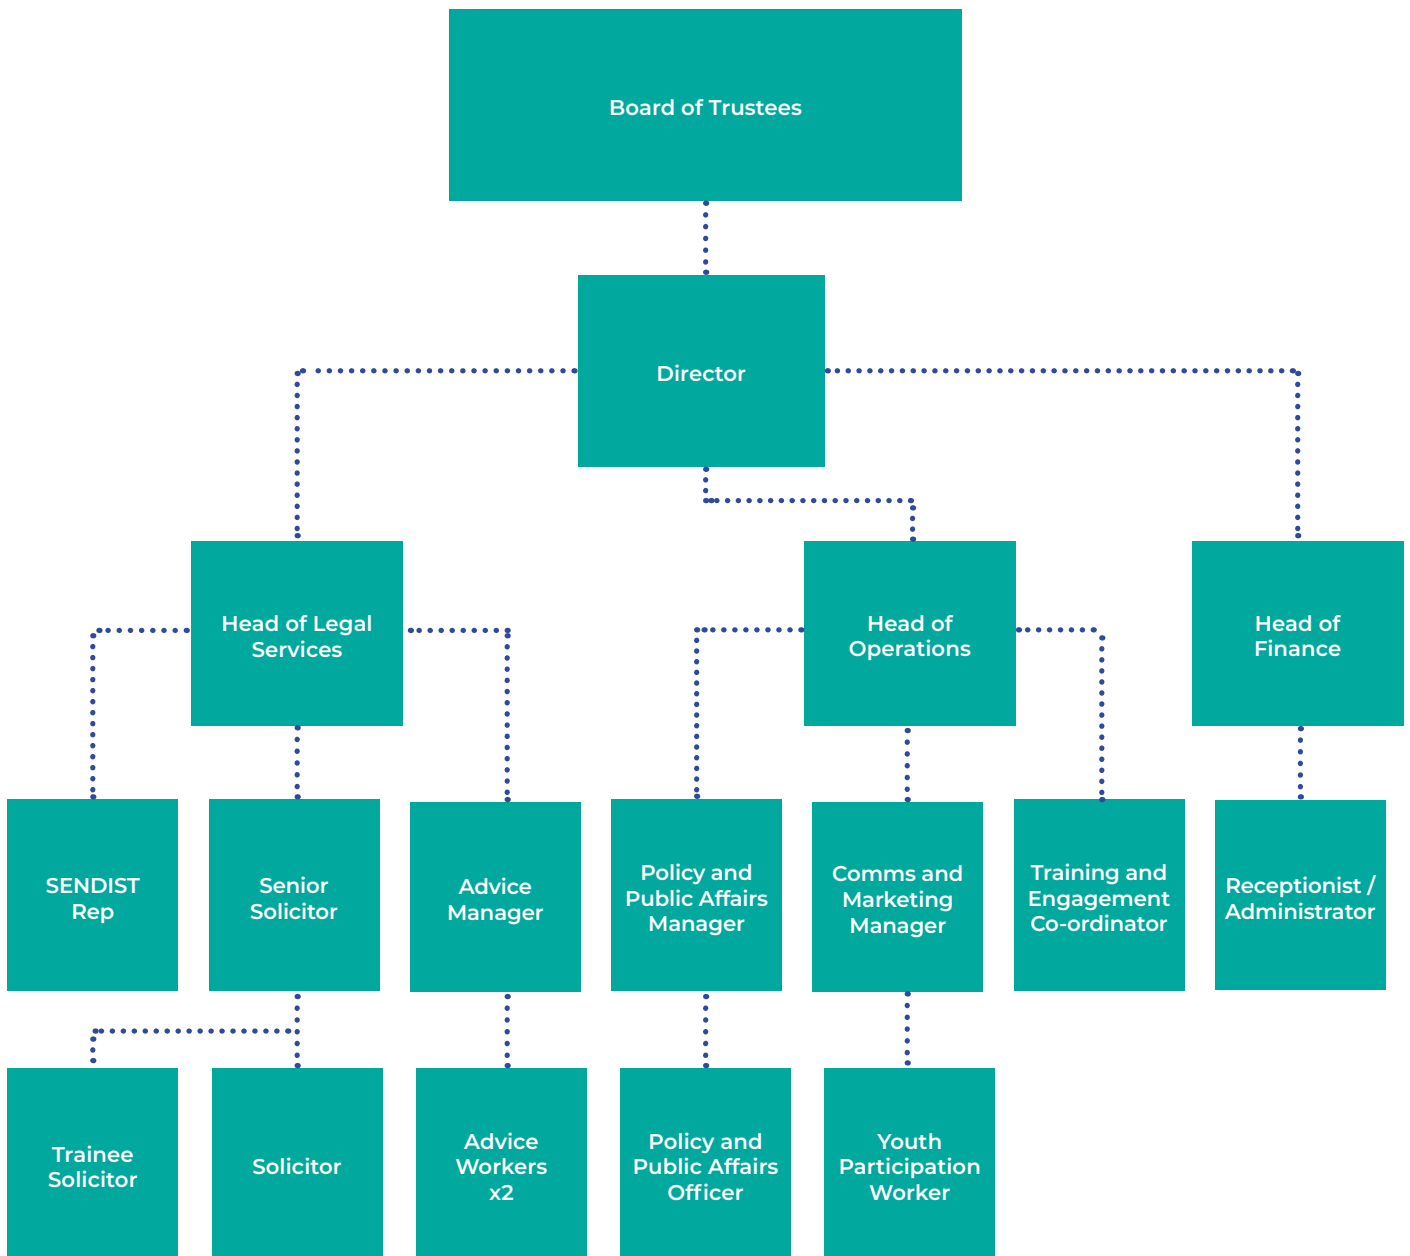 Board of Trustees
Director
Head of Legal
Services
Head of
Operations
Head of
Finance
SENDIST
Rep
Senior
Solicitor
Advice
Manager
Policy and
Public Affairs
Manager
Comms and
Marketing
Manager
Training and
Engagement
Co-ordinator
Receptionist /
Administrator
Trainee
Solicitor
Solicitor
Advice
Workers
x2
Policy and
Public Affairs
Officer
Youth
Participation
Worker